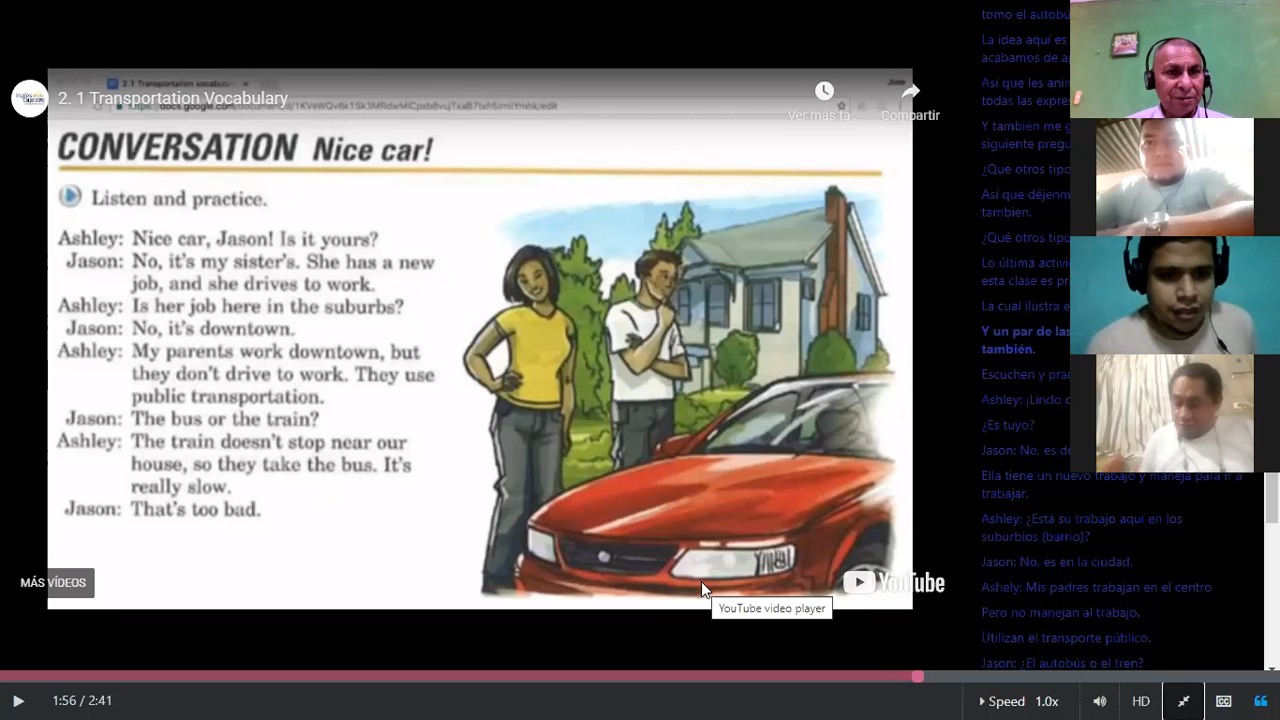 2. 1 Transportation Vocabulary
Ver más ta...
Compartir
CONVERSATION Nice car!
Listen and practice.
Ashley: Nice car, Jason! Is it yours?
Jason: No, it's my sister's. She has a new
job, and she drives to work.
Ashley: Is her job here in the suburbs?
Jason: No, it's downtown.
Ashley: My parents work downtown, but
they don't drive to work. They use
public transportation.
Jason: The bus or the train?
Ashley: The train doesn't stop near our
house, so they take the bus. It's
really slow.
Jason: That's too bad.
MÁS VÍDEOS
YouTube
YouTube video player
1:56 / 2:41
Speed 1.0x
HD
CC
tomo el autobú
La idea aquí es
acabamos de a
Así que les ani
todas las expre
Y también me g
siguiente pregu
¿Qué otros tipo
Así que déjenm
tambien.
¿Qué otros tipo
Lo última activi
esta clase es pr
La cual ilustra e
Y un par de las
también.
Escuchen y pra
Ashley: ¡Lindo c
¿Es tuyo?
Jason: No, es de
Ella tiene un nuevo trabajo y maneja para ir a
trabajar.
Ashley: ¿Está su trabajo aquí en los
suburbios (barrio)?
Jason: No, es en la ciudad.
Ashely: Mis padres trabajan en el centro
Pero no manejan al trabajo.
Utilizan el transporte público.
Jason: ¿El autobús o el tren?